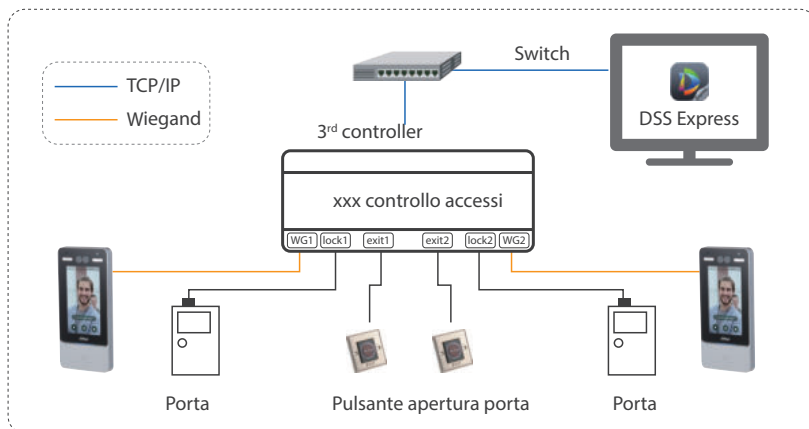 Switch
TCP/IP
Wiegand
DSS Express
3rd controller
xxx controllo accessi
WG1 lock1 exit1 exit2 lock2 WG2
Porta Pulsante apertura porta Porta